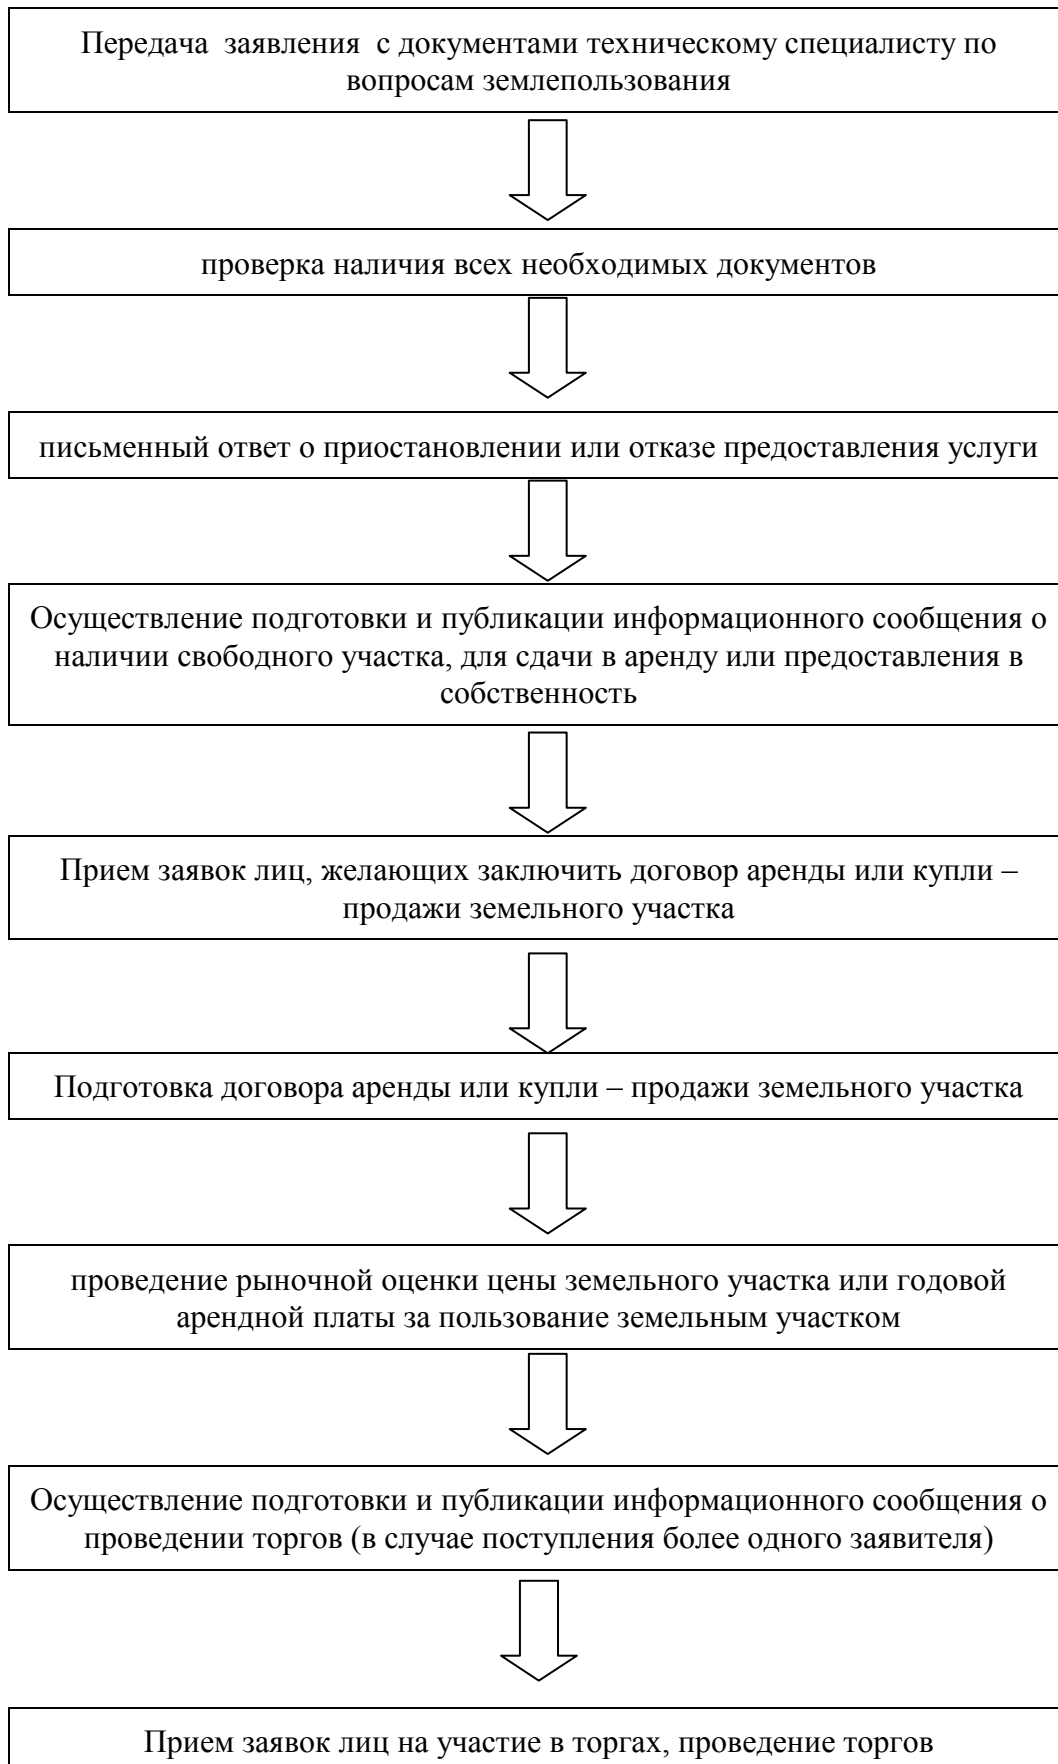 Передача заявления с документами техническому специалисту по
вопросам землепользования
проверка наличия всех необходимых документов
письменный ответ о приостановлении или отказе предоставления услуги
Осуществление подготовки и публикации информационного сообщения о
наличии свободного участка, для сдачи в аренду или предоставления в
собственность
Прием заявок лиц, желающих заключить договор аренды или купли –
продажи земельного участка
Подготовка договора аренды или купли – продажи земельного участка
проведение рыночной оценки цены земельного участка или годовой
арендной платы за пользование земельным участком
Осуществление подготовки и публикации информационного сообщения о
проведении торгов (в случае поступления более одного заявителя)
Прием заявок лиц на участие в торгах, проведение торгов